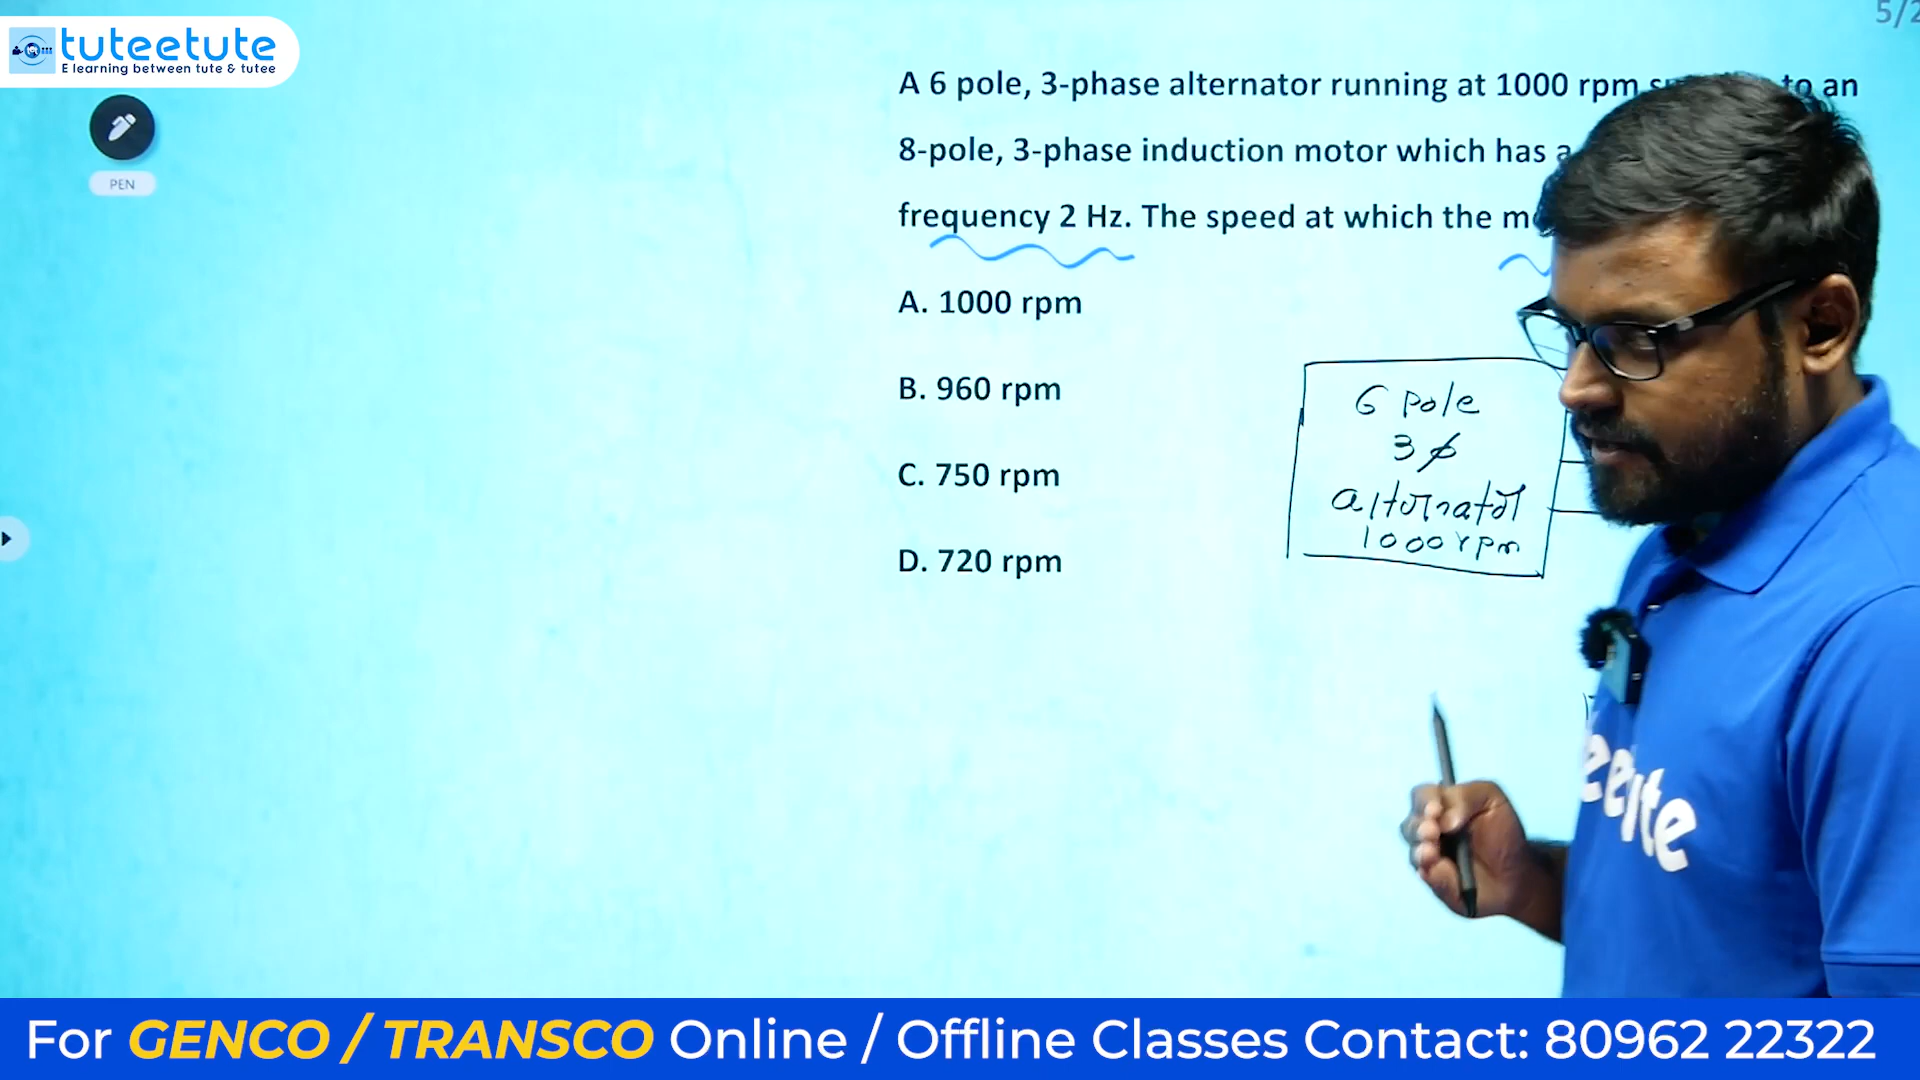 5/2
tuteetute
E learning between tute & tutee
PEN
A 6 pole, 3-phase alternator running at 1000 rpm to an
8-pole, 3-phase induction motor which has a
frequency 2 Hz. The speed at which the
A. 1000 rpm
B. 960 rpm
C. 750 rpm
D. 720 rpm
6 pole
3 ϕ
alternator
1000 rpm
For GENCO / TRANSCO Online / Offline Classes Contact: 80962 22322